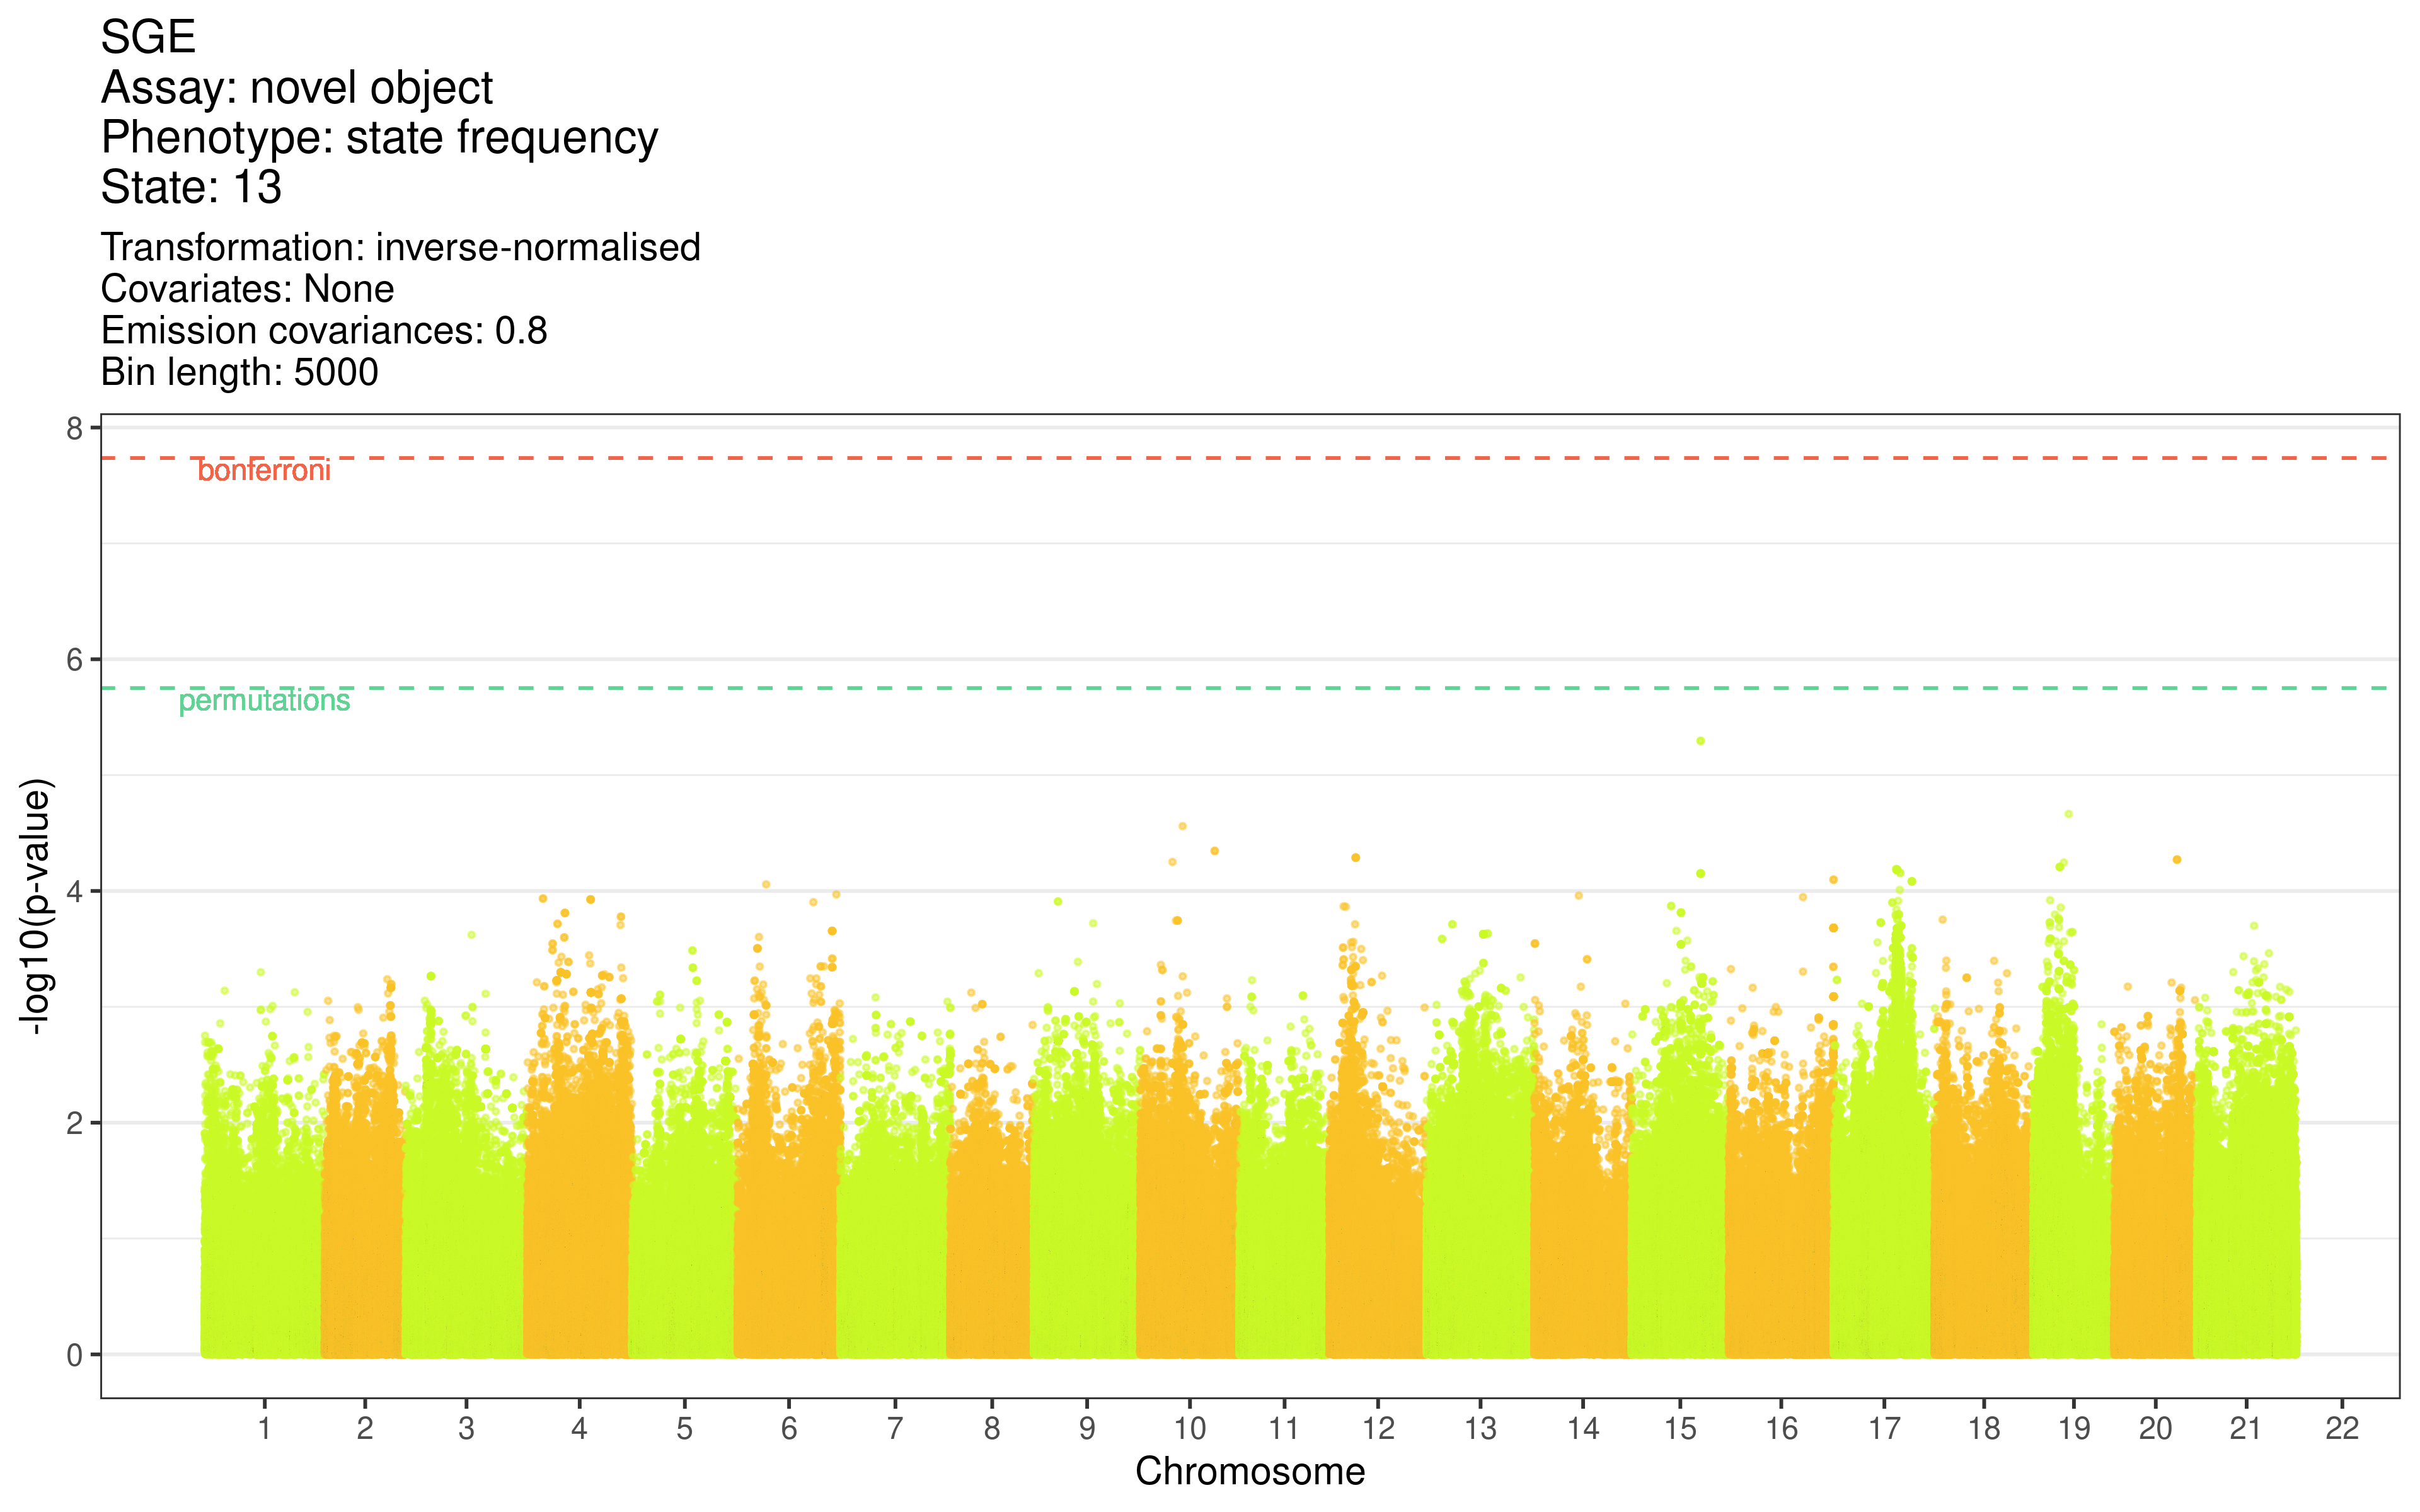 SGE
Assay: novel object
Phenotype: state frequency
State: 13
Transformation: inverse-normalised
Covariates: None
Emission covariances: 0.8
Bin length: 5000
8
bonferroni
6
permutations
-log10(p-value)
4
2
0
1 2 3 4 5 6 7 8 9 10 11 12 13 14 15 16 17 18 19 20 21 22
Chromosome